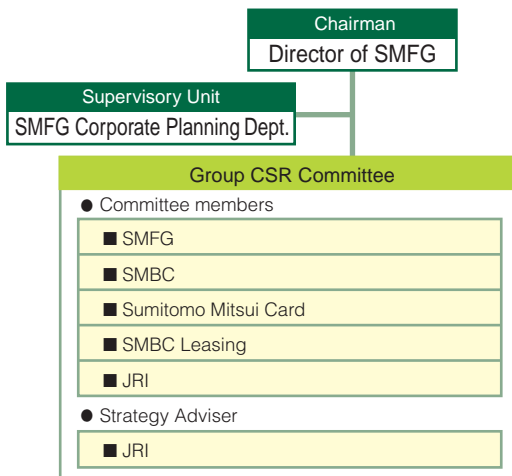 Chairman
Director of SMFG
Supervisory Unit
SMFG Corporate Planning Dept.
Group CSR Committee
● Committee members
■ SMFG
■ SMBC
■ Sumitomo Mitsui Card
■ SMBC Leasing
■ JRI
● Strategy Adviser
■ JRI